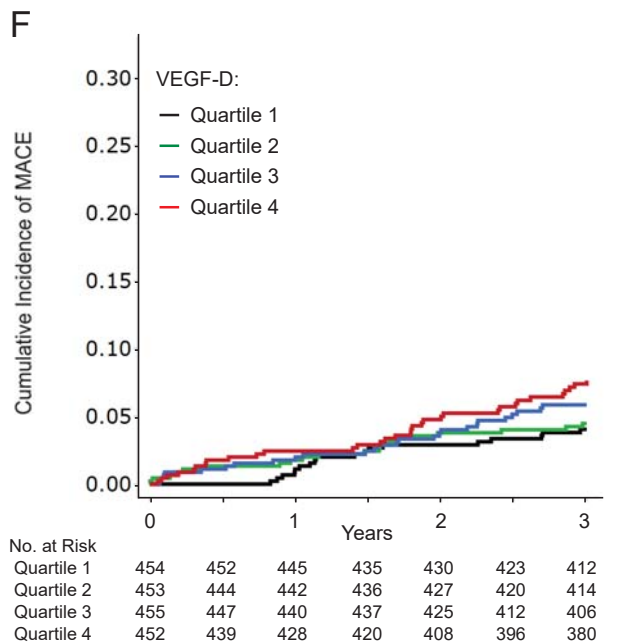 F
Cumulative Incidence of MACE
0.30
0.25
0.20
0.15
0.10
0.05
0.00
VEGF-D:
Quartile 1
Quartile 2
Quartile 3
Quartile 4
0 1 2 3
Years
No. at Risk
Quartile 1 454 452 445 435 430 423 412
Quartile 2 453 444 442 436 427 420 414
Quartile 3 455 447 440 437 425 412 406
Quartile 4 452 439 428 420 408 396 380